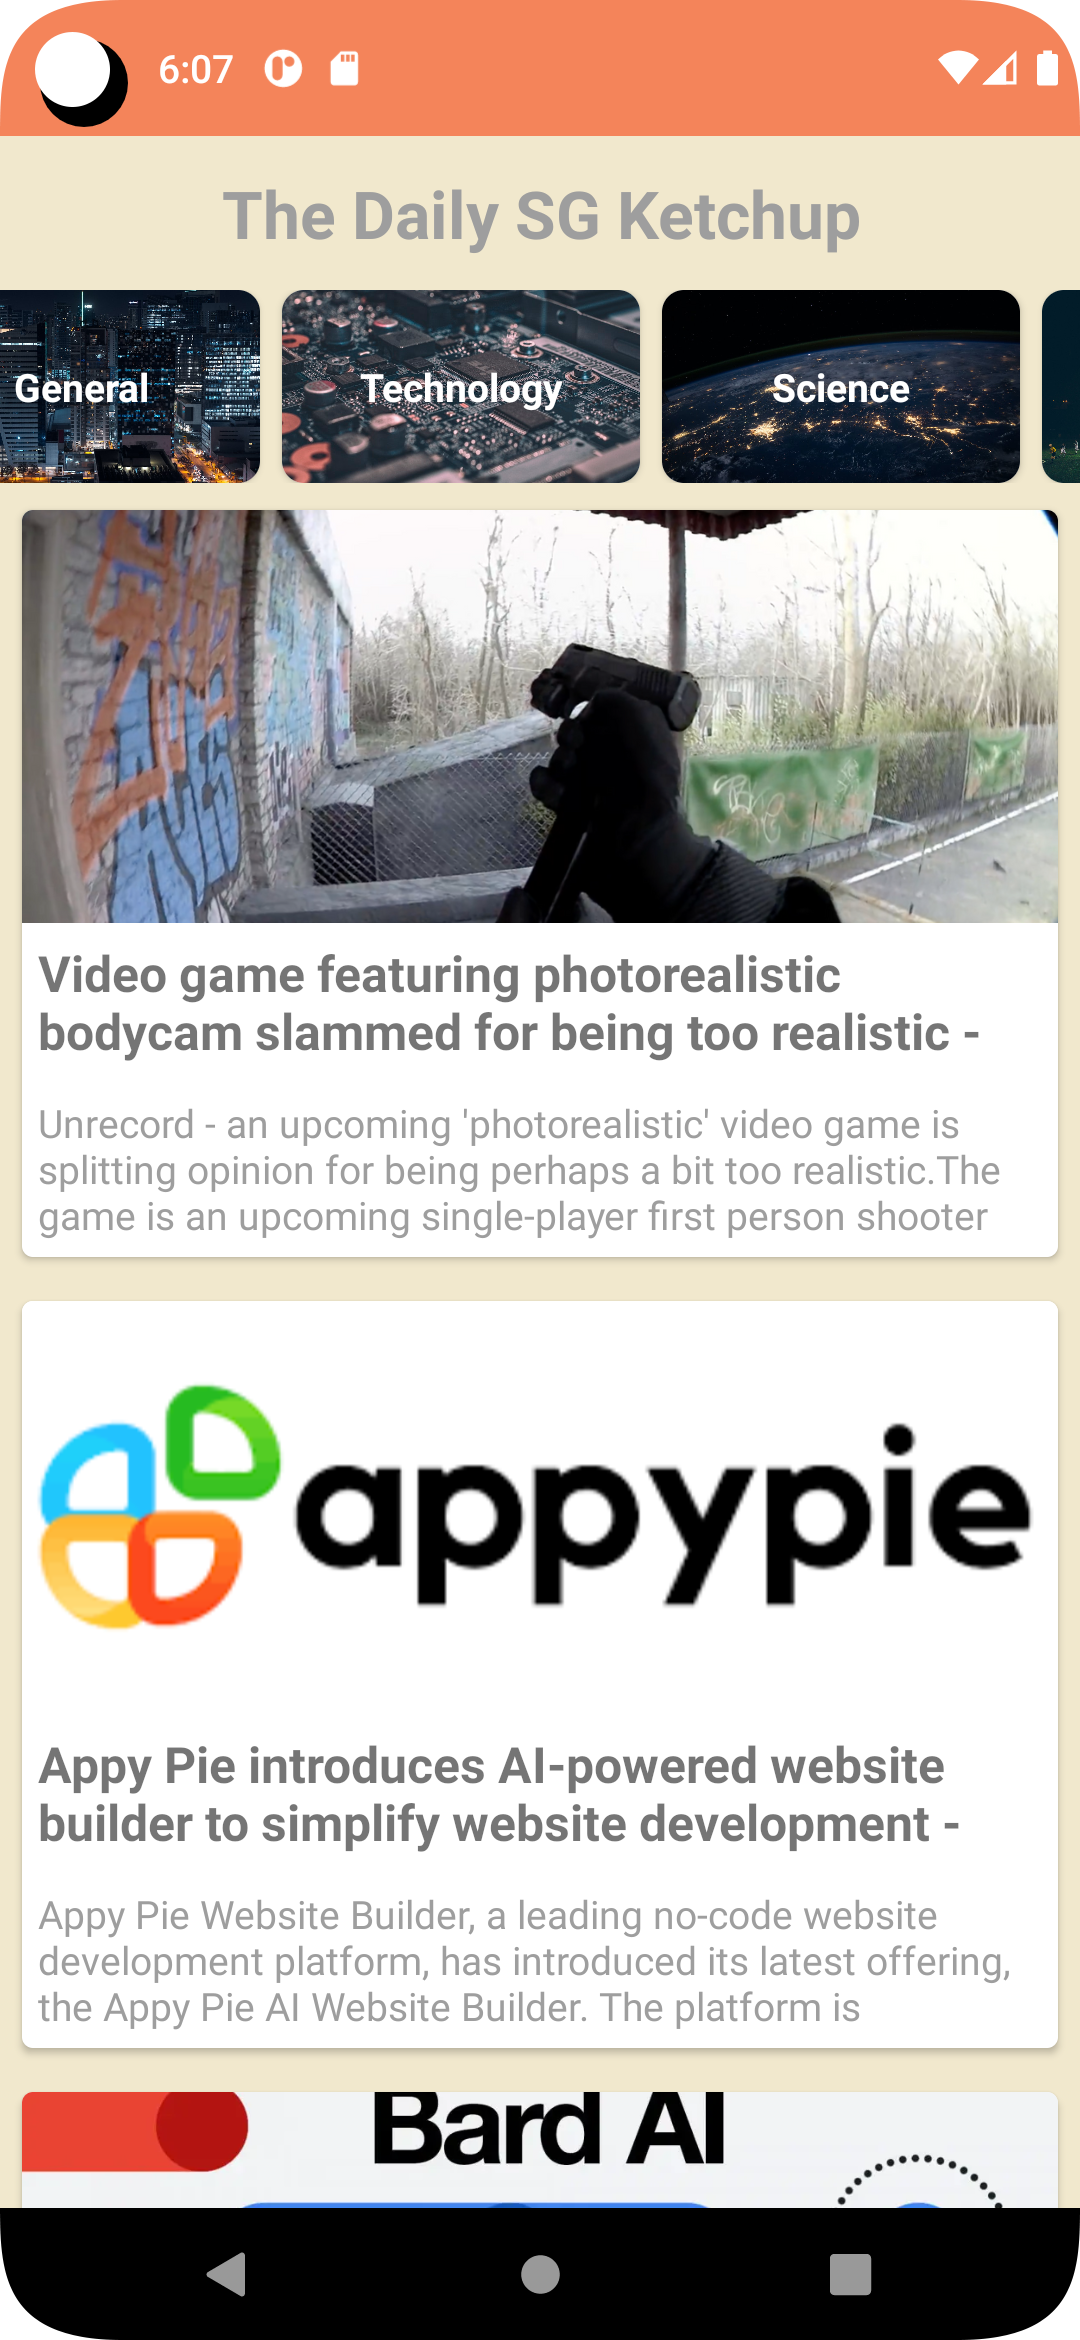 6:07
The Daily SG Ketchup
General
Technology
Science
Video game featuring photorealistic
bodycam slammed for being too realistic -
Unrecord - an upcoming 'photorealistic' video game is
splitting opinion for being perhaps a bit too realistic.The
game is an upcoming single-player first person shooter
appypie
Appy Pie introduces AI-powered website
builder to simplify website development -
Appy Pie Website Builder, a leading no-code website
development platform, has introduced its latest offering,
the Appy Pie AI Website Builder. The platform is
Bard AI